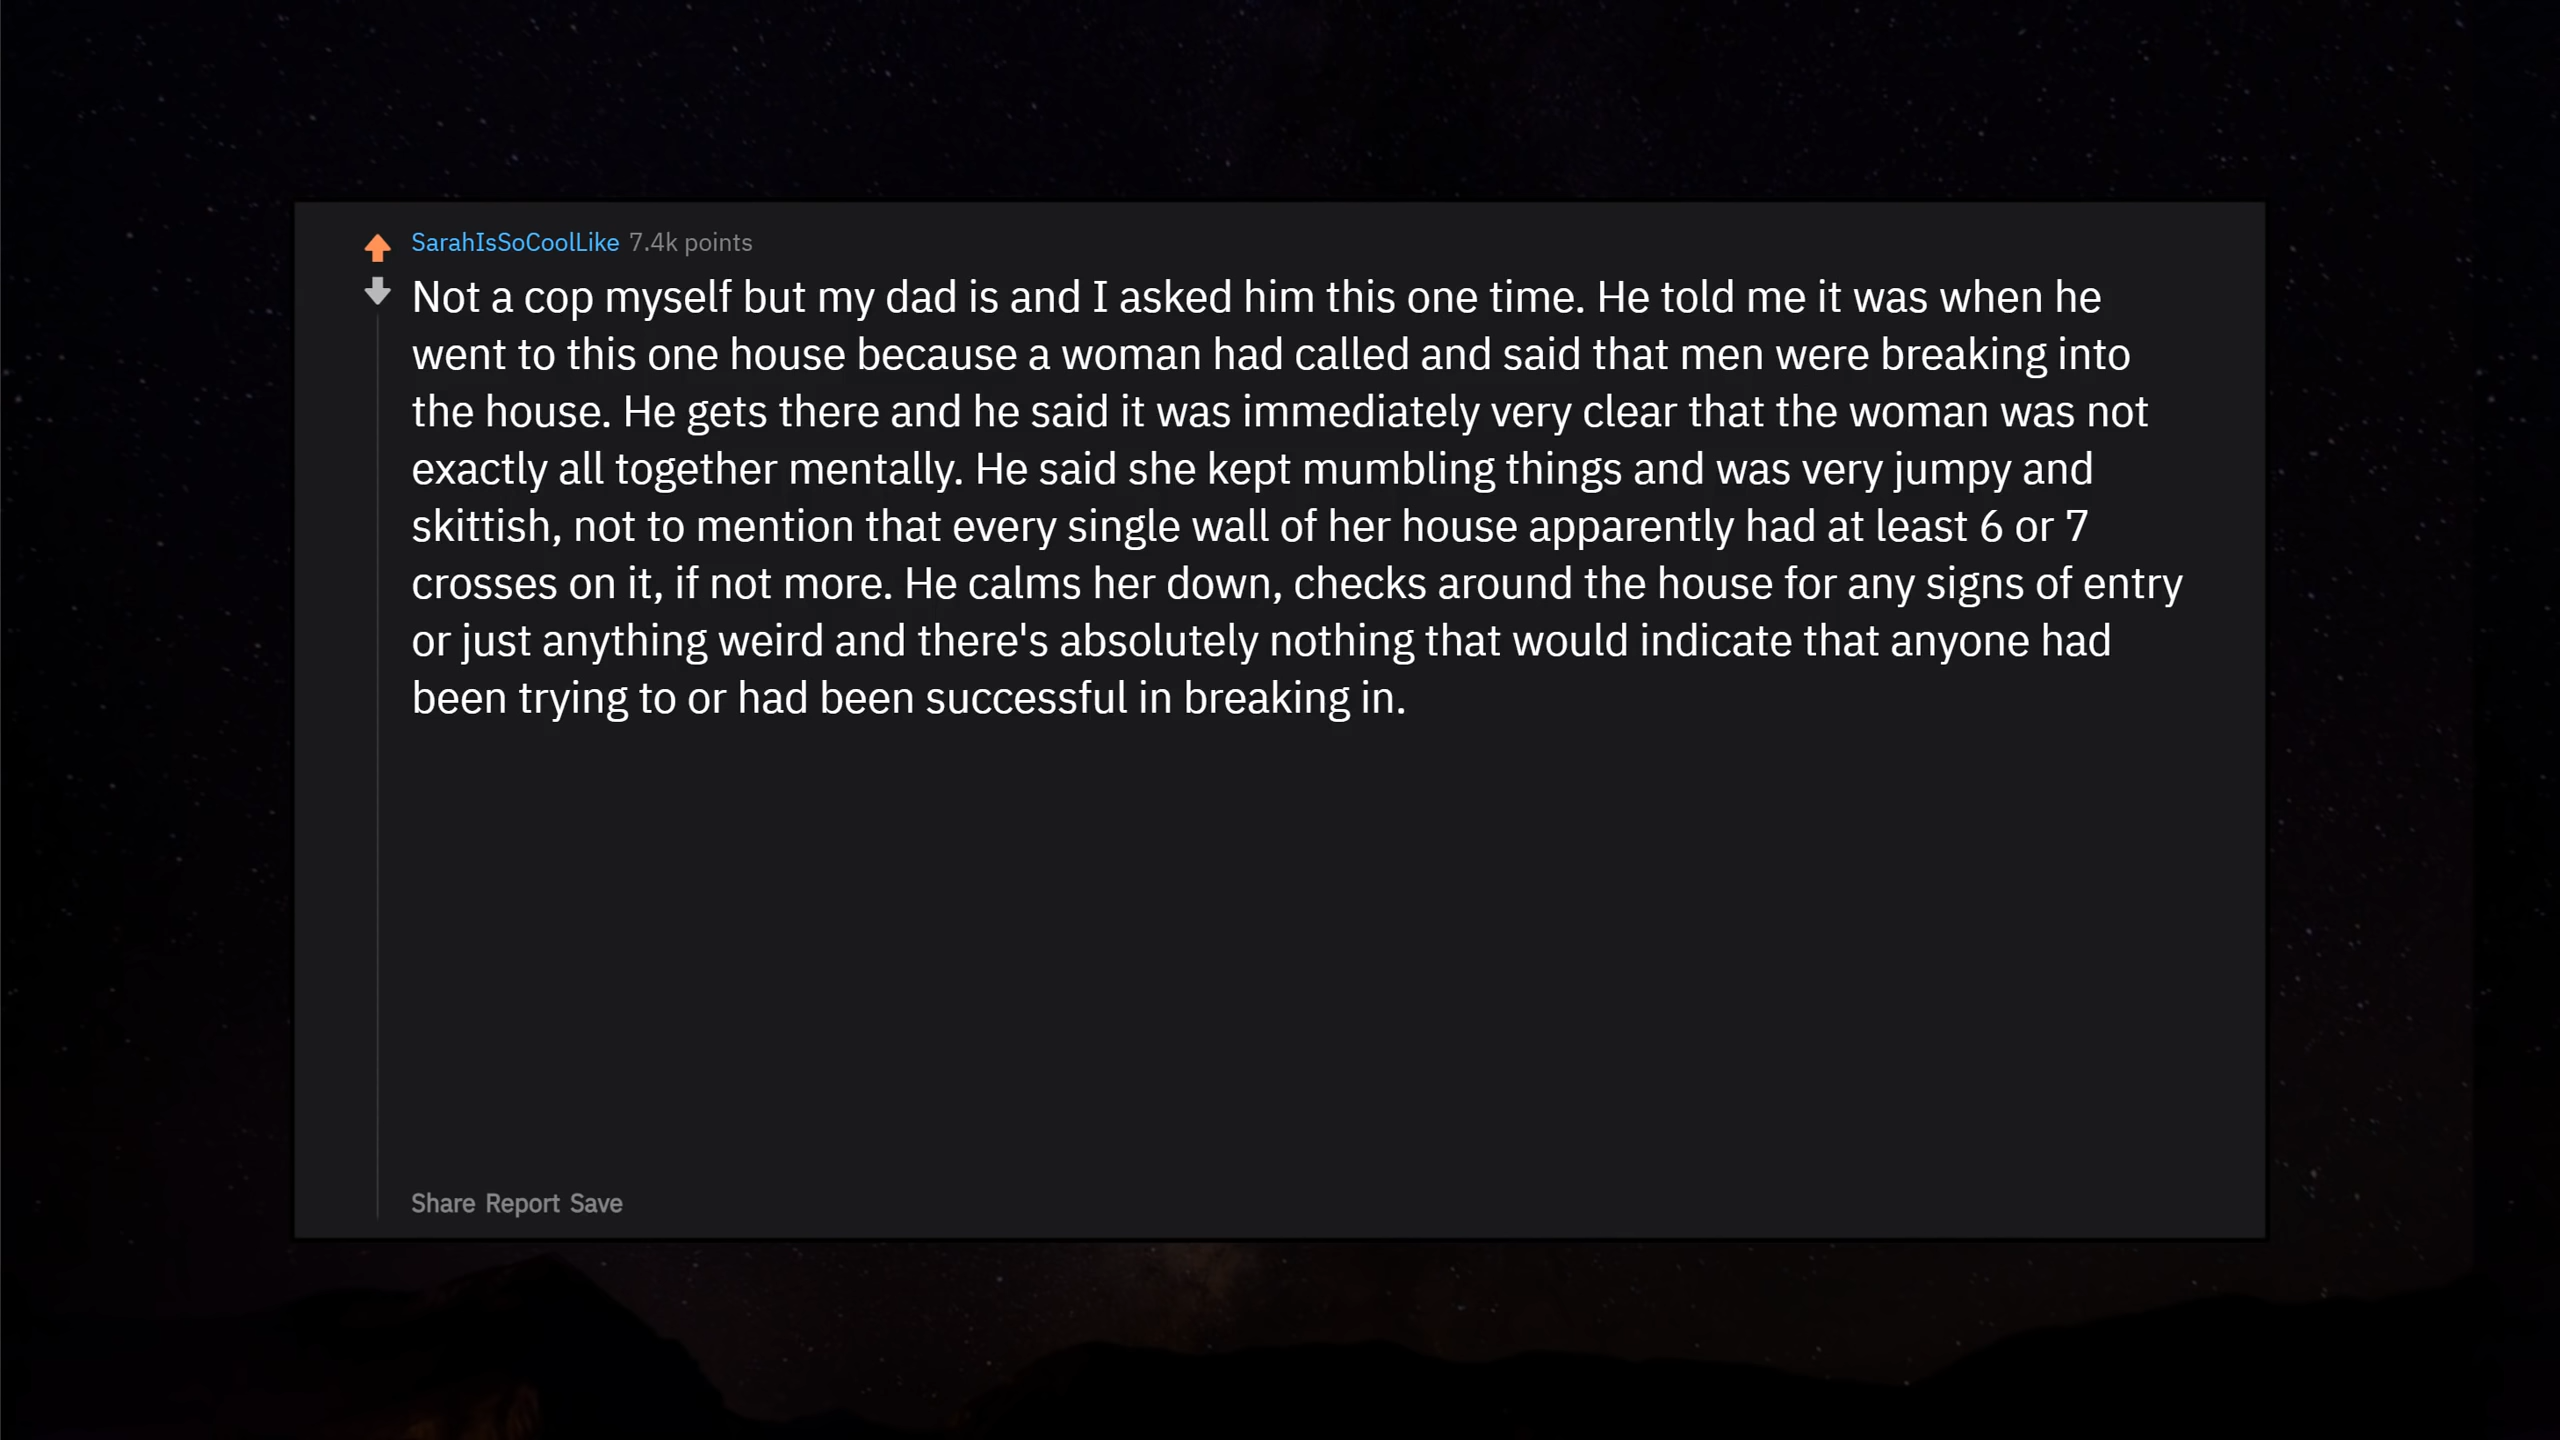 SarahIsSoCoolLike 7.4k points
Not a cop myself but my dad is and I asked him this one time. He told me it was when he
went to this one house because a woman had called and said that men were breaking into
the house. He gets there and he said it was immediately very clear that the woman was not
exactly all together mentally. He said she kept mumbling things and was very jumpy and
skittish, not to mention that every single wall of her house apparently had at least 6 or 7
crosses on it, if not more. He calms her down, checks around the house for any signs of entry
or just anything weird and there's absolutely nothing that would indicate that anyone had
been trying to or had been successful in breaking in.
Share Report Save